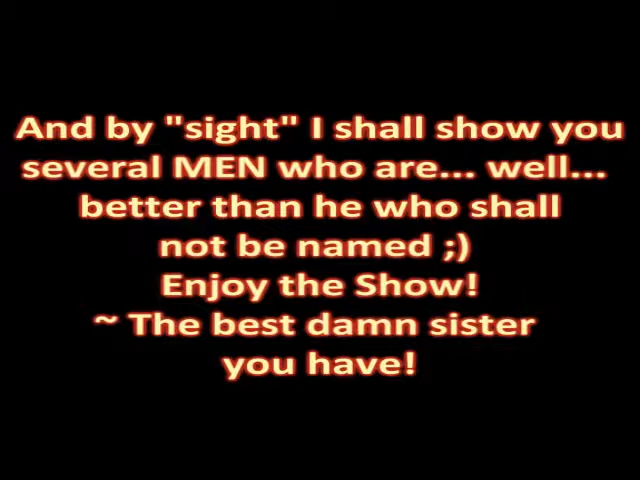 And by "sight" I shall show you
several MEN who are... well...
better than he who shall
not be named ;)
Enjoy the Show!
~ The best damn sister
you have!